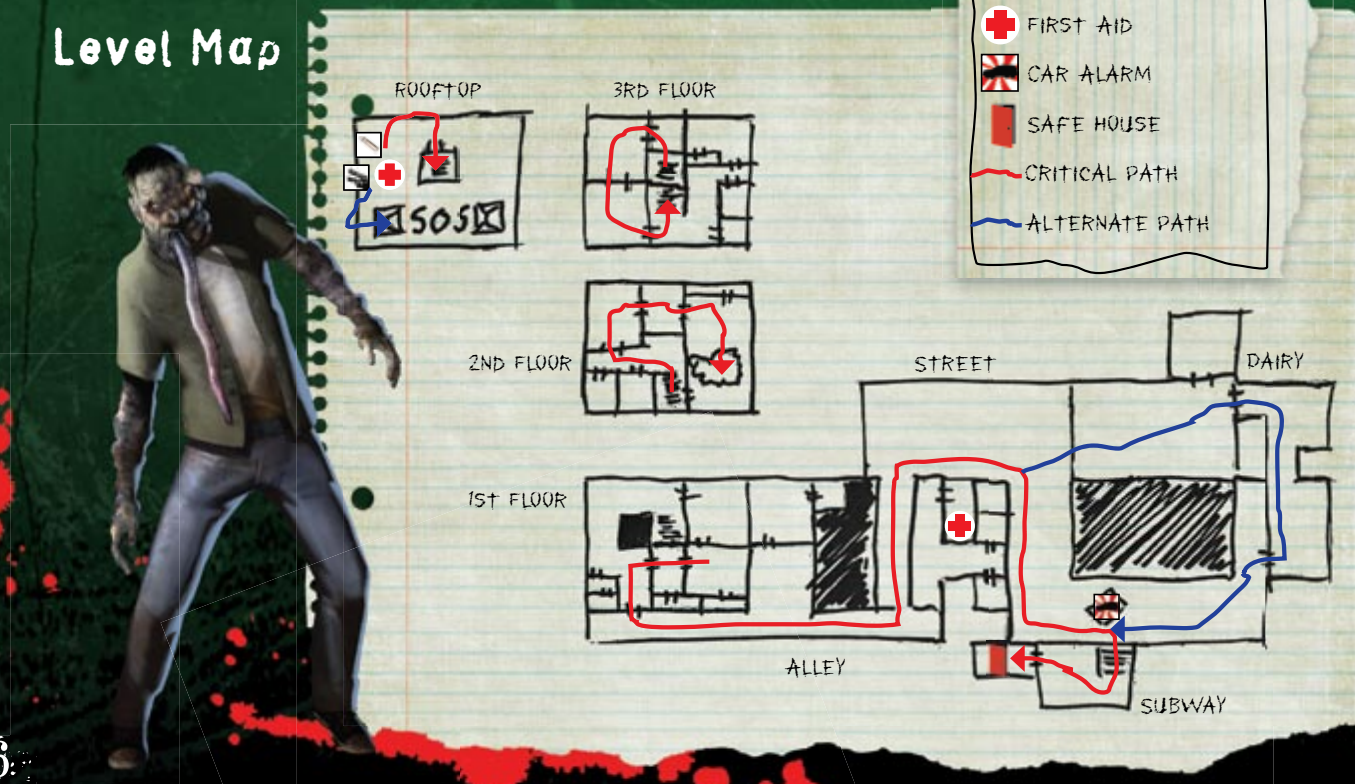 Level Map
FIRST AID
CAR ALARM
SAFE HOUSE
CRITICAL PATH
ALTERNATE PATH
ROOFTOP
3RD FLOOR
SOS
2ND FLOOR
STREET
DAIRY
1ST FLOOR
ALLEY
SUBWAY